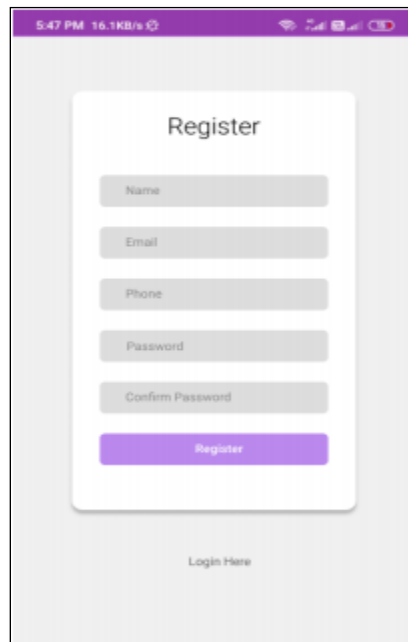 5:47 PM 16.1KB/s
Register
Name
Email
Phone
Password
Confirm Password
Register
Login Here